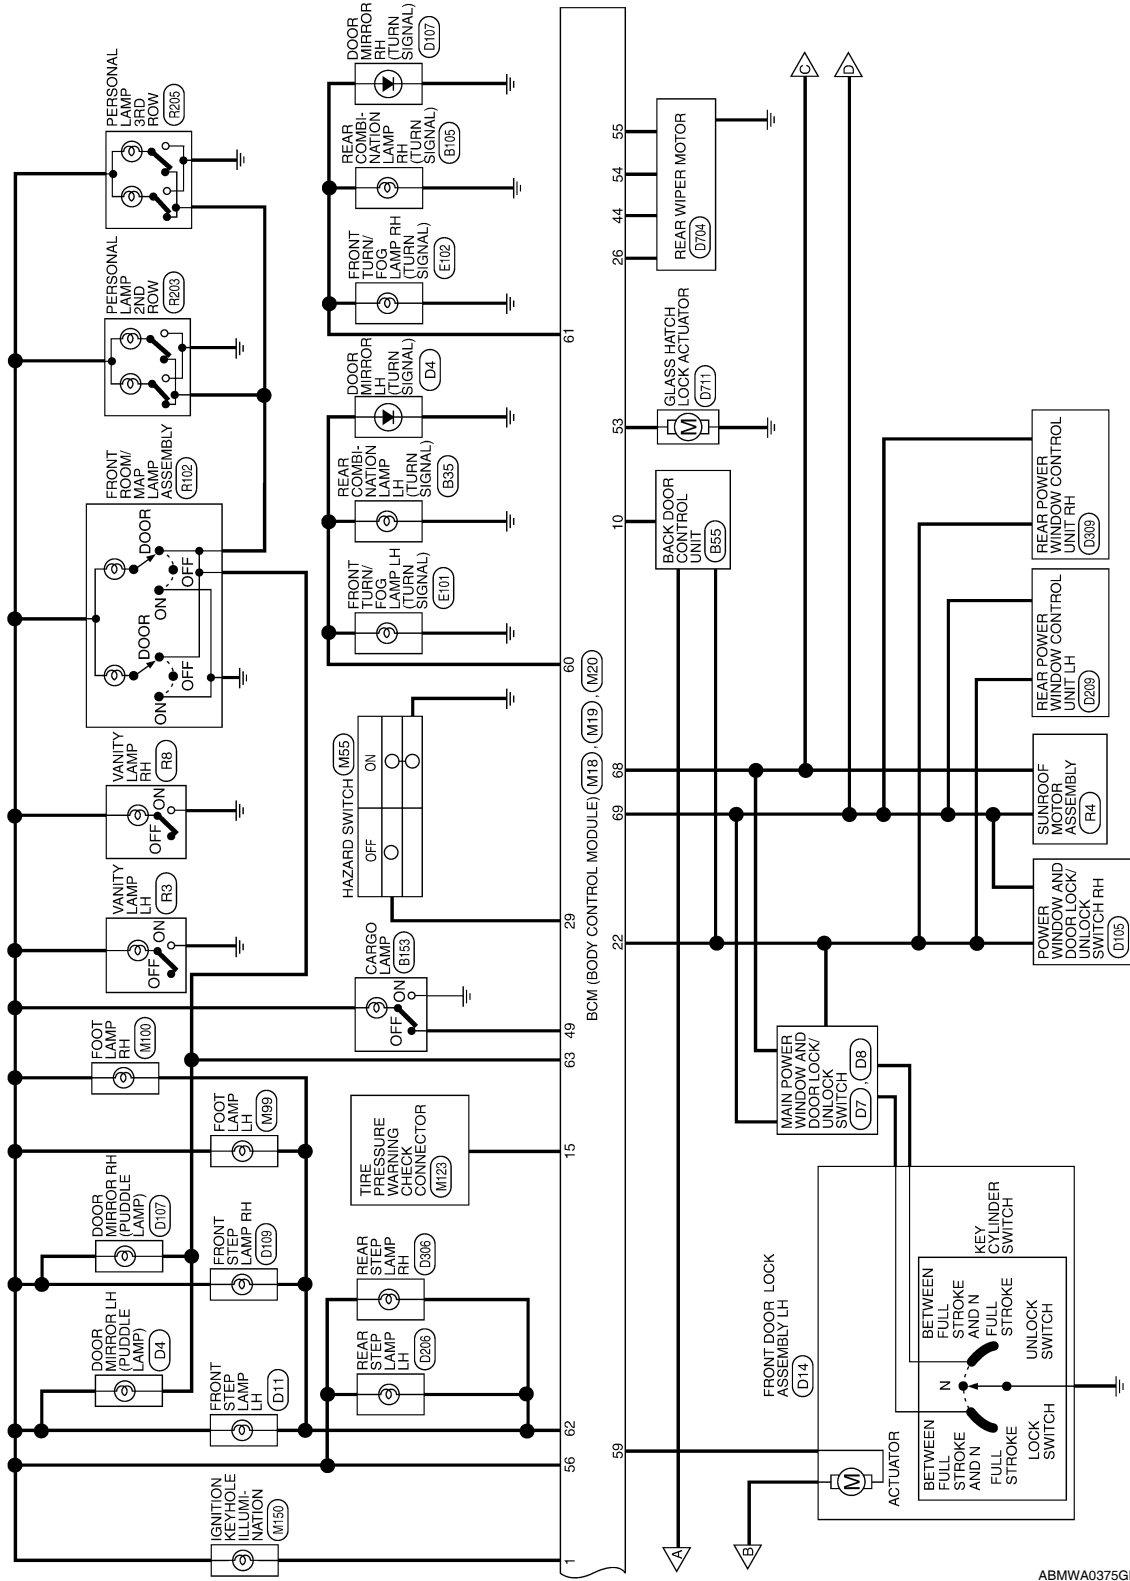 IGNITION
KEYHOLE
ILLUMI-
NATION
M150
DOOR
MIRROR LH
(PUDDLE
LAMP)
D4
FRONT
STEP
LAMP
LH
D11
DOOR
MIRROR RH
(PUDDLE
LAMP)
D107
FRONT
STEP
LAMP RH
D109
FOOT
LAMP
LH
M99
FOOT
LAMP
RH
M100
VANITY
LAMP
LH
R3
OFF
ON
VANITY
LAMP
RH
R8
OFF
ON
FRONT
ROOM/
MAP
LAMP
ASSEMBLY
R102
ON
OFF
DOOR
ON
OFF
DOOR
PERSONAL
LAMP
2ND
ROW
R203
PERSONAL
LAMP
3RD
ROW
R205
REAR
STEP
LAMP
LH
D206
REAR
STEP
LAMP
RH
D306
TIRE
PRESSURE
WARNING
CHECK
CONNECTOR
M123
CARGO
LAMP
B153
OFF
ON
HAZARD SWITCH
M55
OFF
ON
FRONT
TURN/
FOG
LAMP LH
(TURN
SIGNAL)
E101
REAR
COMBI-
NATION
LAMP
LH
(TURN
SIGNAL)
B35
DOOR
MIRROR
LH
(TURN
SIGNAL)
D4
FRONT
TURN/
FOG
LAMP RH
(TURN
SIGNAL)
E102
REAR
COMBI-
NATION
LAMP
RH
(TURN
SIGNAL)
B105
DOOR
MIRROR
RH
(TURN
SIGNAL)
D107
1
56
62
15
63
49
29
60
61
BCM (BODY CONTROL MODULE) M18 , M19 , M20
59
22
69
68
10
53
26
44
54
55
A
B
C
D
FRONT DOOR LOCK
ASSEMBLY LH
D14
M
ACTUATOR
KEY
CYLINDER
SWITCH
BETWEEN
FULL
STROKE
AND N
FULL
STROKE
LOCK
SWITCH
N
BETWEEN
FULL
STROKE
AND N
FULL
STROKE
UNLOCK
SWITCH
MAIN POWER
WINDOW AND
DOOR LOCK/
UNLOCK
SWITCH
D7 , D8
POWER
WINDOW AND
DOOR LOCK/
UNLOCK
SWITCH RH
D105
SUNROOF
MOTOR
ASSEMBLY
R4
REAR POWER
WINDOW CONTROL
UNIT LH
D209
REAR POWER
WINDOW CONTROL
UNIT RH
D309
BACK DOOR
CONTROL
UNIT
B55
GLASS HATCH
LOCK ACTUATOR
D711
M
REAR WIPER MOTOR
D704